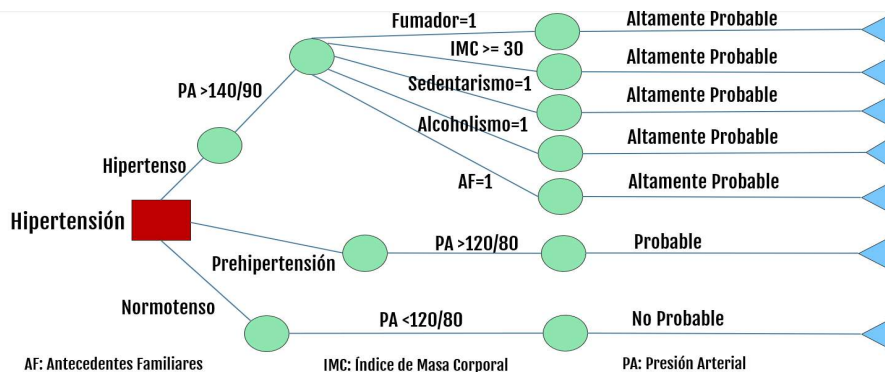 Fumador=1
Altamente Probable
IMC >= 30
Altamente Probable
PA >140/90
Sedentarismo=1
Altamente Probable
Alcoholismo=1
Altamente Probable
Hipertenso
AF=1
Altamente Probable
Hipertensión
Prehipertensión
PA >120/80
Probable
Normotenso
PA <120/80
No Probable
AF: Antecedentes Familiares
IMC: Índice de Masa Corporal
PA: Presión Arterial